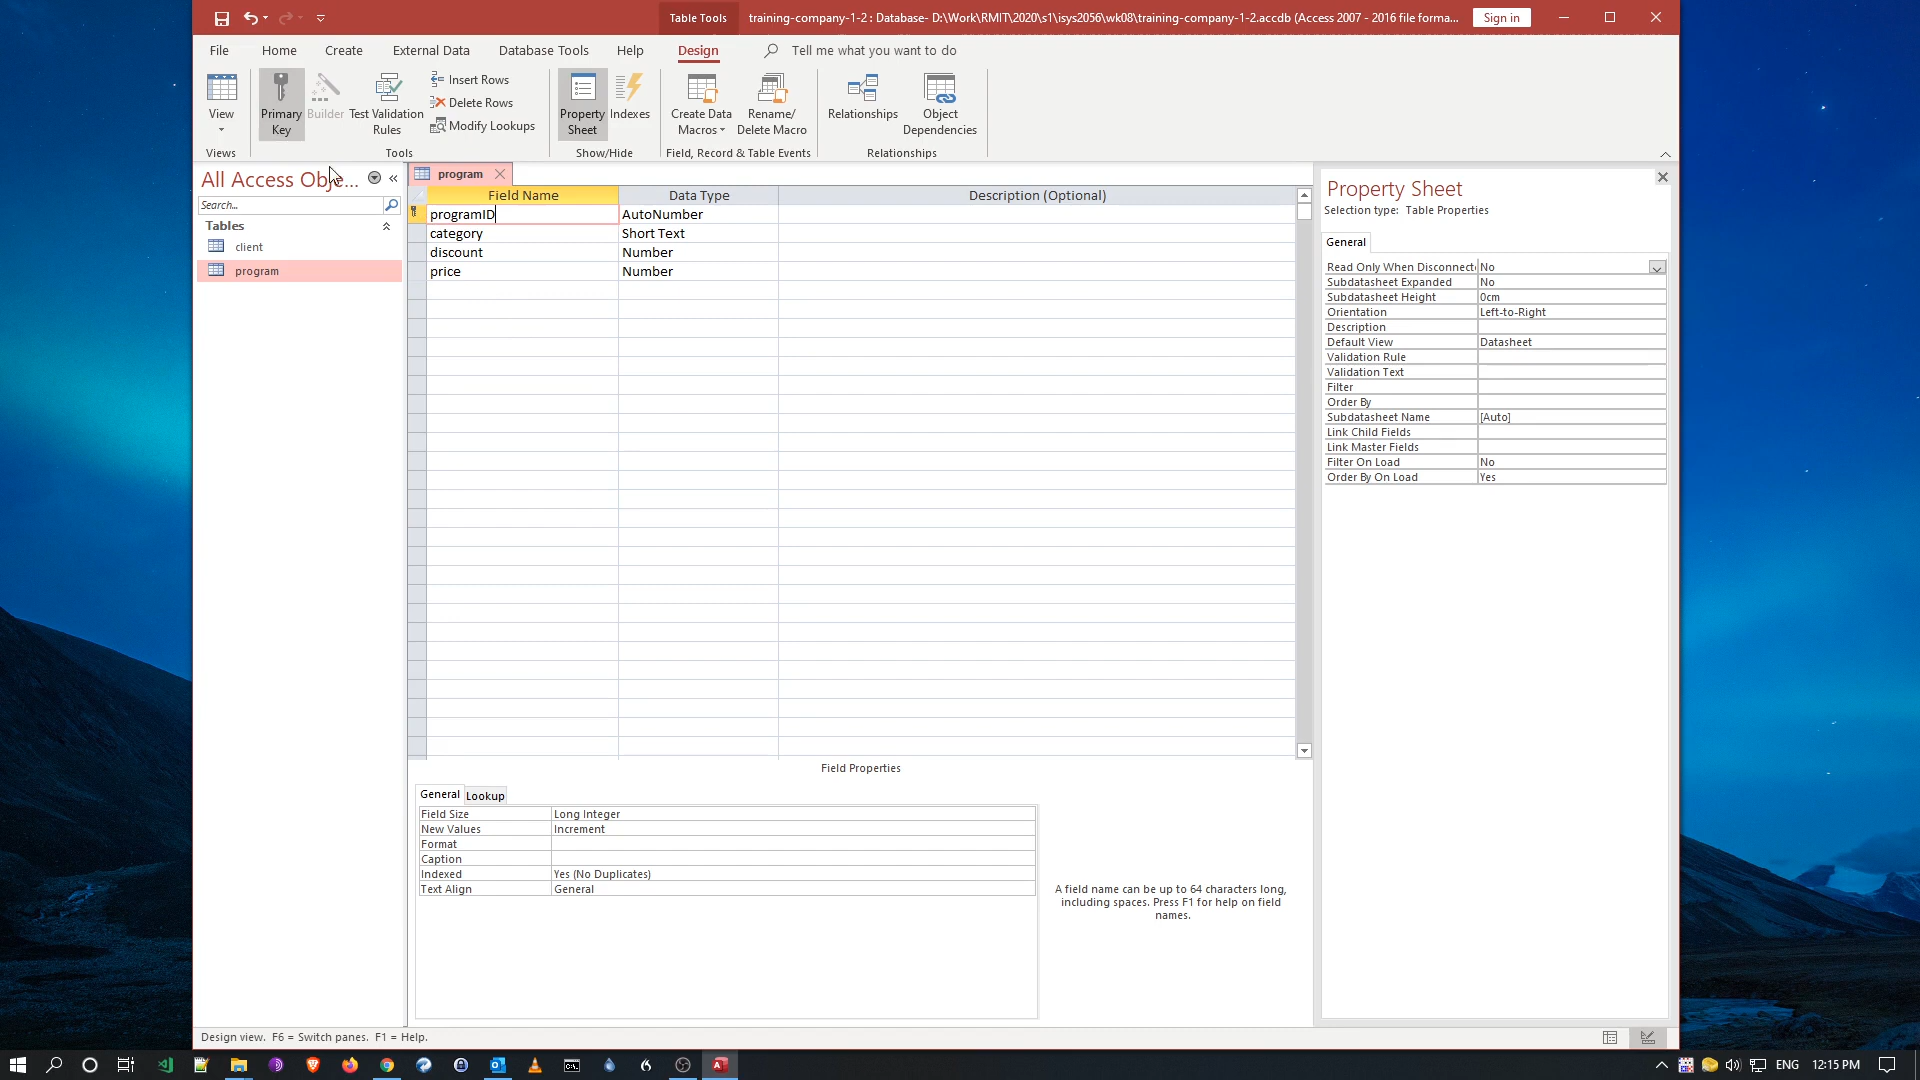 Table Tools
training-company-1-2 : Database- D:\Work\RMIT\2020\s1\isys2056\wk08\training-company-1-2.accdb (Access 2007 - 2016 file forma...
Sign in
File Home Create External Data Database Tools Help Design Tell me what you want to do
View
Primary Key
Builder
Test Validation Rules
Insert Rows
Delete Rows
Modify Lookups
Property Sheet
Indexes
Create Data Macros
Rename/ Delete Macro
Relationships
Object Dependencies
Views Tools Show/Hide Field, Record & Table Events Relationships
All Access Obje...
Search...
Tables
client
program
program
Field Name Data Type Description (Optional)
programID AutoNumber
category Short Text
discount Number
price Number
Field Properties
General Lookup
Field Size Long Integer
New Values Increment
Format
Caption
Indexed Yes (No Duplicates)
Text Align General
A field name can be up to 64 characters long,
including spaces. Press F1 for help on field
names.
Property Sheet
Selection type: Table Properties
General
Read Only When Disconnect No
Subdatasheet Expanded No
Subdatasheet Height 0cm
Orientation Left-to-Right
Description
Default View Datasheet
Validation Rule
Validation Text
Filter
Order By
Subdatasheet Name [Auto]
Link Child Fields
Link Master Fields
Filter On Load No
Order By On Load Yes
Design view. F6 = Switch panes. F1 = Help.
ENG 12:15 PM